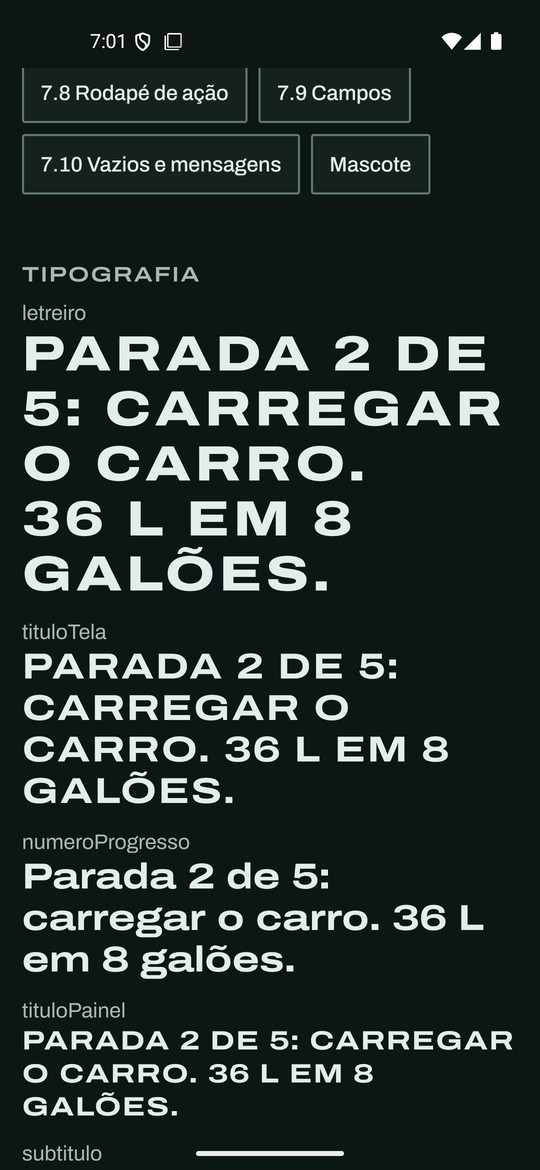 7:01
7.8 Rodapé de ação
7.9 Campos
7.10 Vazios e mensagens
Mascote
TIPOGRAFIA
letreiro
PARADA 2 DE
5: CARREGAR
O CARRO.
36 L EM 8
GALÕES.
tituloTela
PARADA 2 DE 5:
CARREGAR O
CARRO. 36 L EM 8
GALÕES.
numeroProgresso
Parada 2 de 5:
carregar o carro. 36 L
em 8 galões.
tituloPainel
PARADA 2 DE 5: CARREGAR
O CARRO. 36 L EM 8
GALÕES.
subtitulo